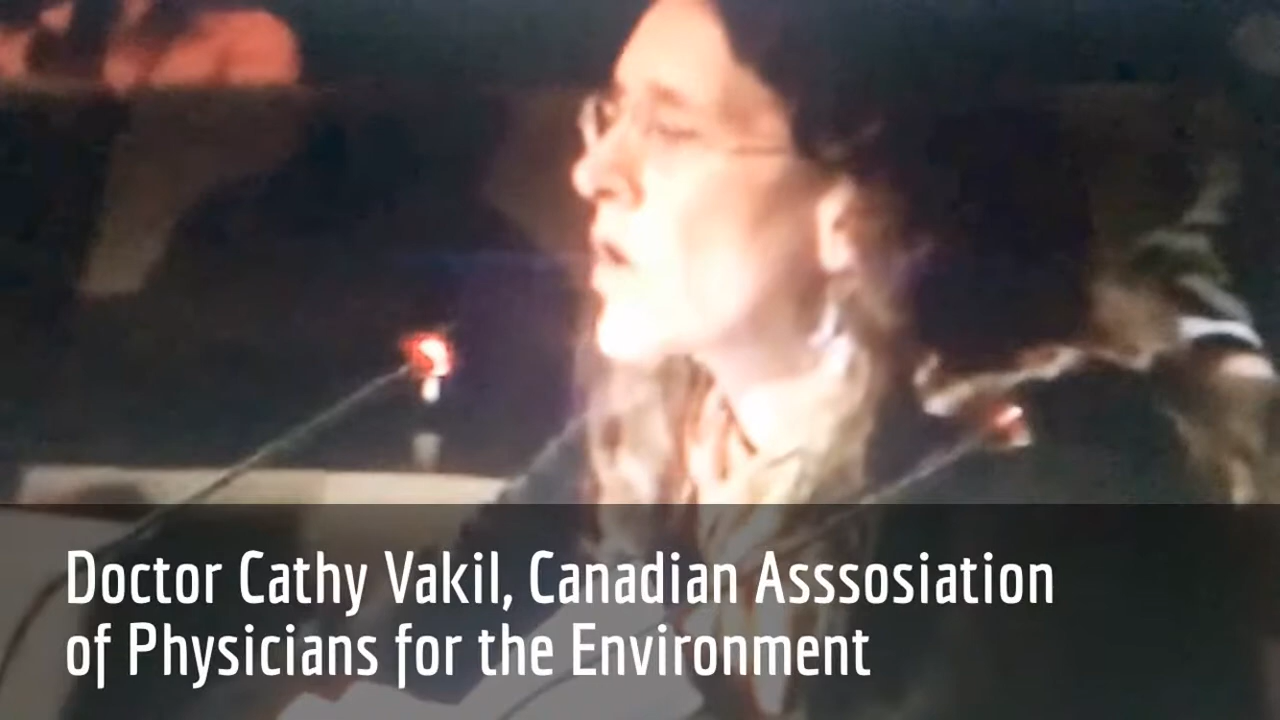 Doctor Cathy Vakil, Canadian Asssosiation
of Physicians for the Environment